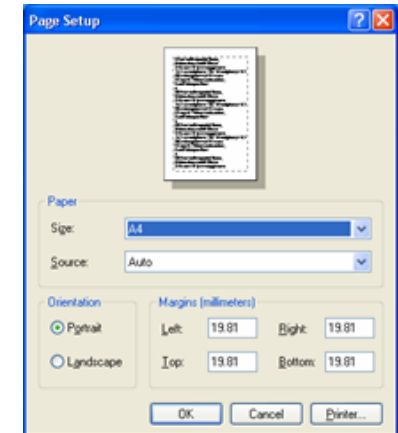 Page Setup
Paper
Size: A4
Source: Auto
Orientation
Portrait
Landscape
Margins (millimeters)
Left: 19.81 Right: 19.81
Top: 19.81 Bottom: 19.81
OK Cancel Printer...